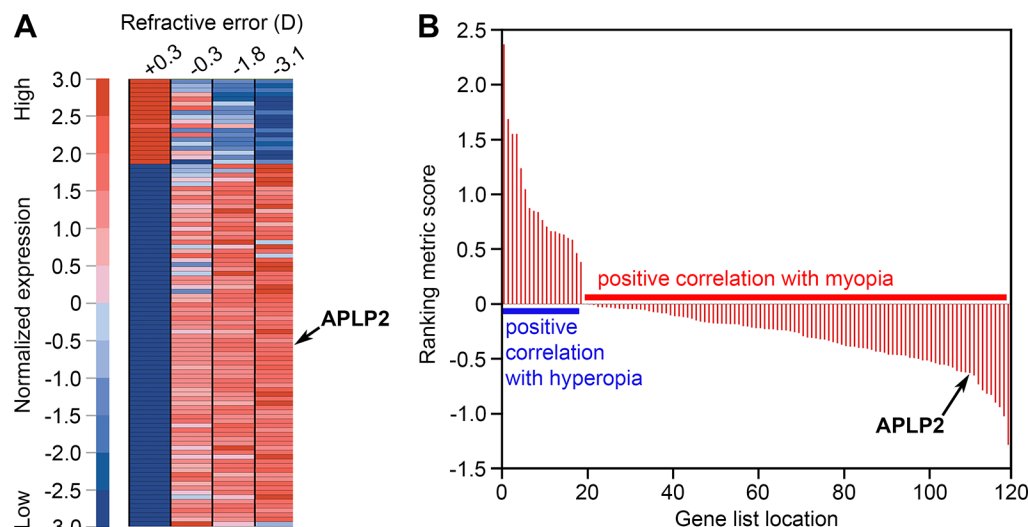 A
Refractive error (D)
+0.3
-0.3
-1.8
-3.1
High
Normalized expression
Low
3.0
2.5
2.0
1.5
1.0
0.5
0
-0.5
-1.0
-1.5
-2.0
-2.5
-3.0
APLP2
B
Ranking metric score
2.5
2.0
1.5
1.0
0.5
0
-0.5
-1.0
-1.5
positive correlation with myopia
positive
correlation
with hyperopia
APLP2
0
20
40
60
80
100
120
Gene list location